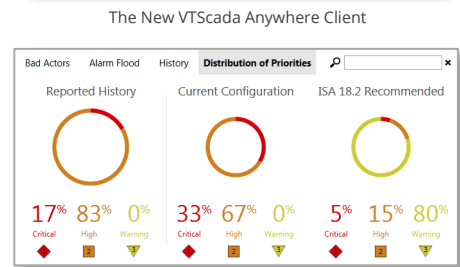 The New VTScada Anywhere Client
Bad Actors Alarm Flood History Distribution of Priorities ×
Reported History Current Configuration ISA 18.2 Recommended
17% 83% 0% 33% 67% 0% 5% 15% 80%
Critical High Warning Critical High Warning Critical High Warning
2 3 2 3 2 3